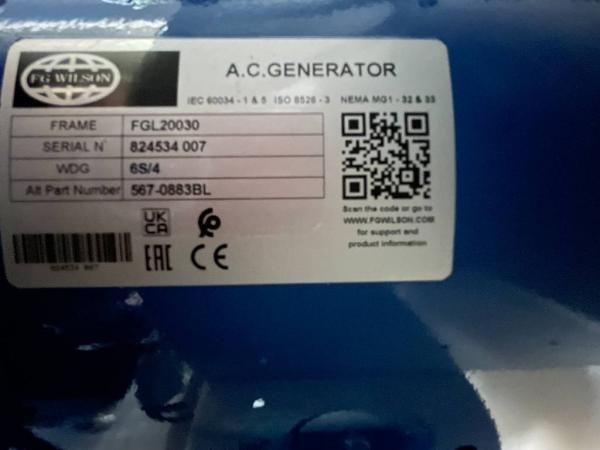 FG WILSON
A.C.GENERATOR
IEC 60034 - 1 & 5 ISO 8528 - 3 NEMA MG1 - 32 & 33
FRAME FGL20030
SERIAL N° 824534 007
WDG 6S/4
Alt Part Number 567-0883BL
Scan the code or go to
WWW.FGWILSON.COM
for support and
product information
UK
CA
EAC CE
824534 007